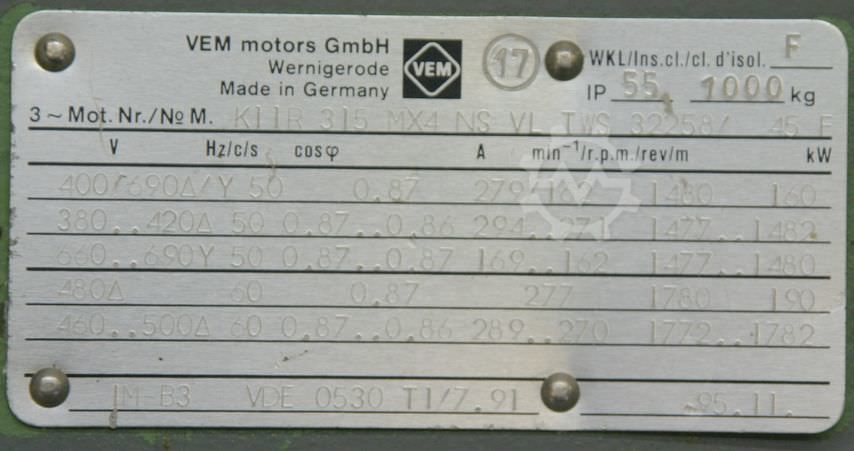 VEM motors GmbH
Wernigerode
Made in Germany
VEM
17
WKL/Ins.cl./cl. d'isol. F
IP 55 1000 kg
3~ Mot. Nr./№ M. K11R 315 MX4 NS VL TWS 32258/ 45 F
V Hz/c/s cosφ A min⁻¹/r.p.m./rev/m kW
400/690Δ/Y 50 0.87 279/162 1480 160
380..420Δ 50 0.87..0.86 294..271 1477..1482
660..690Y 50 0.87..0.87 169..162 1477..1480
480Δ 60 0.87 277 1780 190
460..500Δ 60 0.87..0.86 289..270 1772..1782
IM-B3 VDE 0530 T1/7.91 95.11.